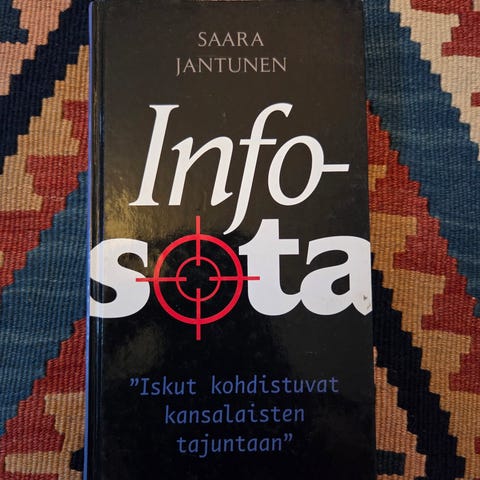 SAARA
JANTUNEN
Info-
sota
”Iskut kohdistuvat
kansalaisten
tajuntaan”